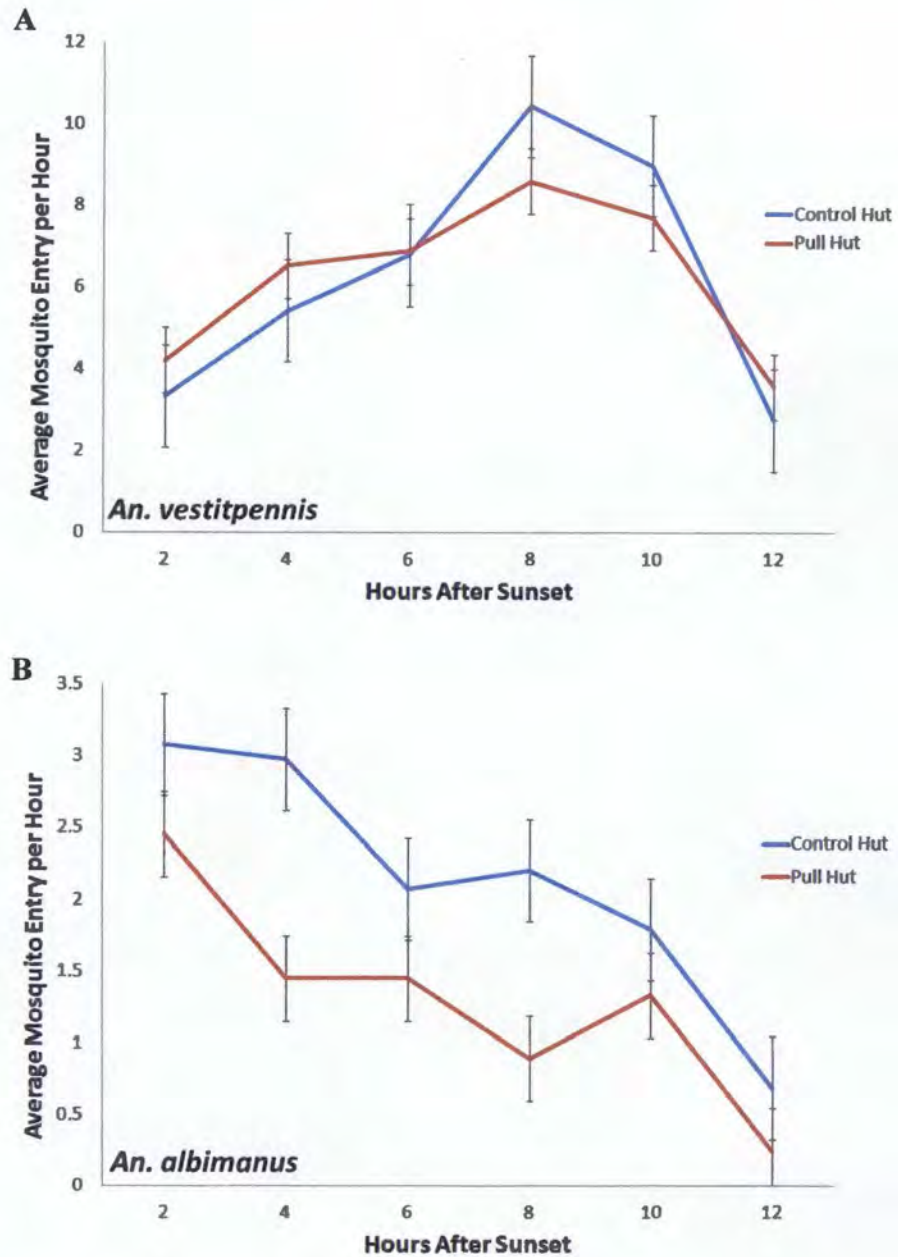 A
12
10
8
6
4
2
0
Average Mosquito Entry per Hour
Control Hut
Pull Hut
An. vestitpennis
2 4 6 8 10 12
Hours After Sunset
B
3.5
3
2.5
2
1.5
1
0.5
0
Average Mosquito Entry per Hour
Control Hut
Pull Hut
An. albimanus
2 4 6 8 10 12
Hours After Sunset